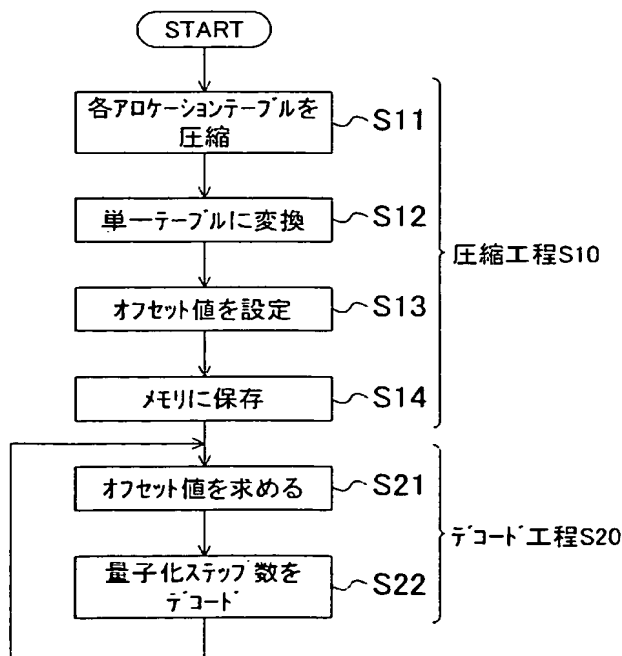 START
各アロケーションテーブルを
圧縮
S11
単一テーブルに変換
S12
オフセット値を設定
S13
メモリに保存
S14
圧縮工程S10
オフセット値を求める
S21
量子化ステップ数を
デコード
S22
デコード工程S20